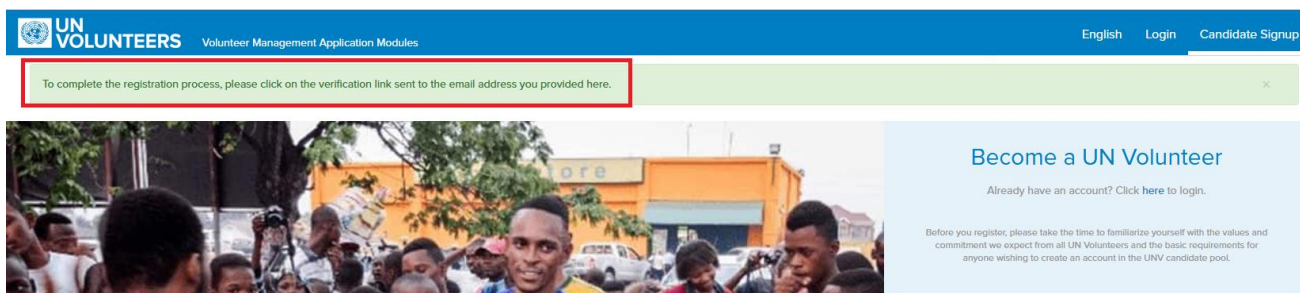 UN
VOLUNTEERS
Volunteer Management Application Modules
English Login Candidate Signup
To complete the registration process, please click on the verification link sent to the email address you provided here.
×
tore
Become a UN Volunteer
Already have an account? Click here to login.
Before you register, please take the time to familiarize yourself with the values and
commitment we expect from all UN Volunteers and the basic requirements for
anyone wishing to create an account in the UNV candidate pool.